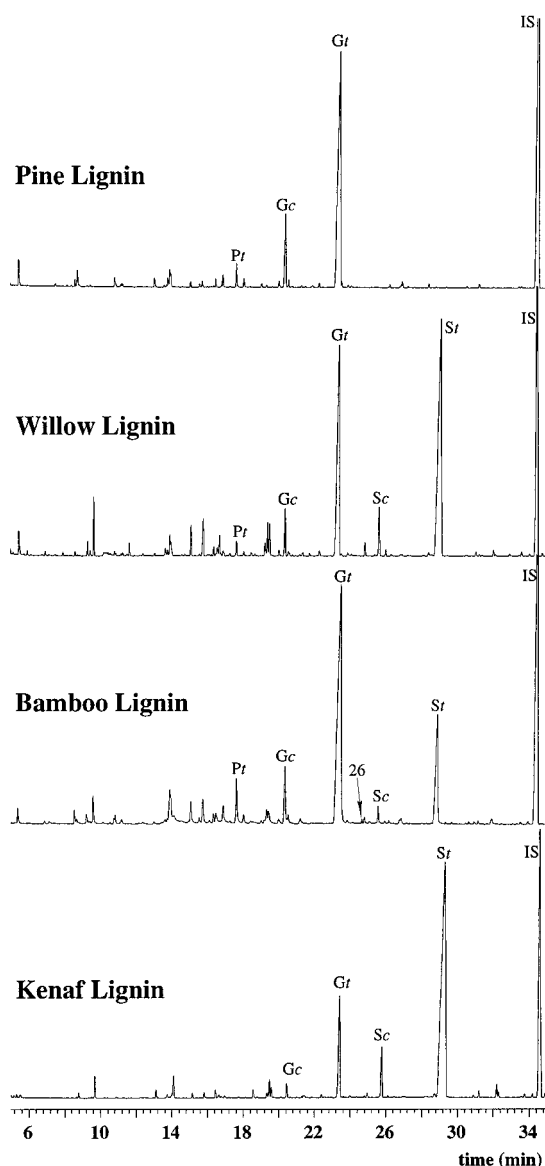 IS
Gt
Pine Lignin
Gc
Pt
IS
St
Gt
Willow Lignin
Gc
Sc
Pt
IS
Gt
Bamboo Lignin
St
Gc
26
Pt
Sc
St
IS
Kenaf Lignin
Gt
Sc
Gc
6 10 14 18 22 26 30 34
time (min)